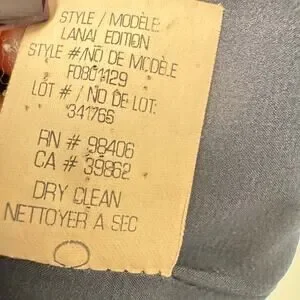 STYLE / MODÈLE:
LANAI EDITION
STYLE #/NO DE MODÈLE
F0801129
LOT # / NO DE LOT:
341765
RN # 98406
CA # 39862
DRY CLEAN
NETTOYER A SEC